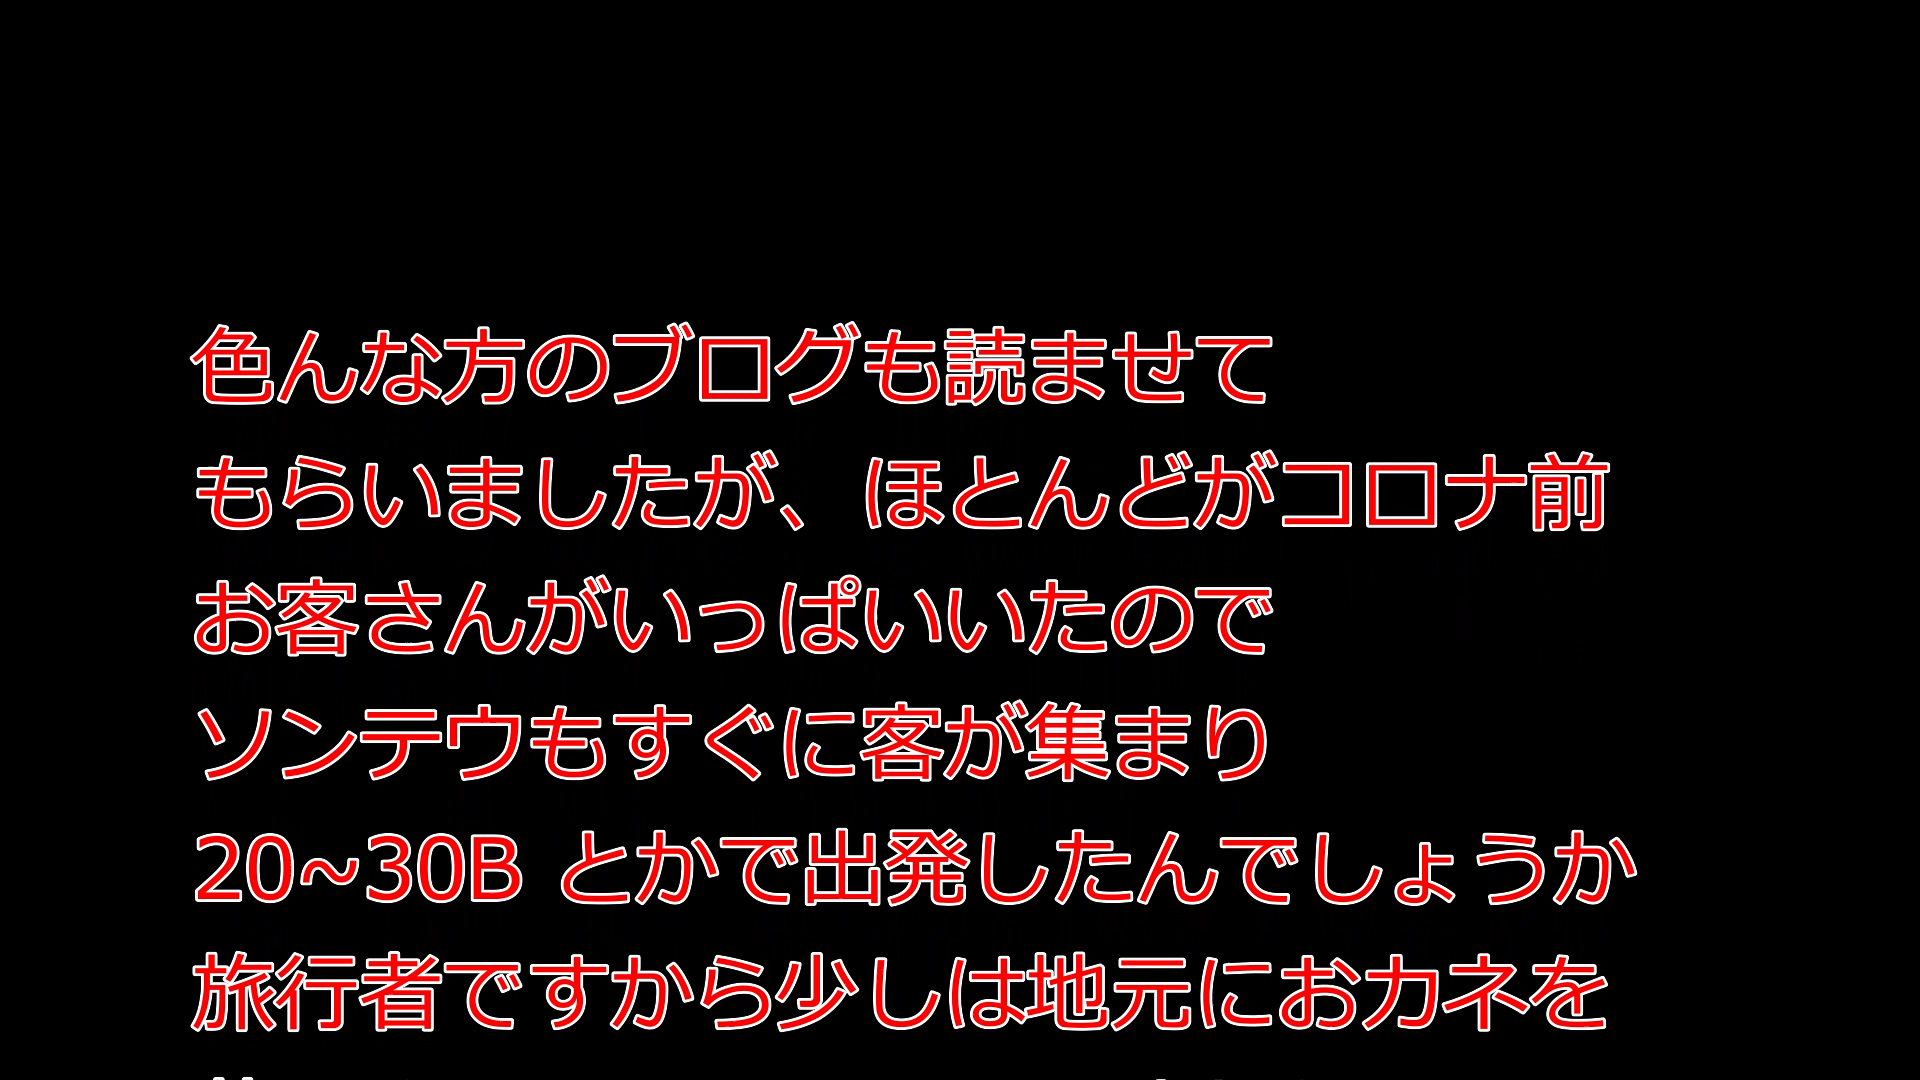 色んな方のブログも読ませて
もらいましたが、ほとんどがコロナ前
お客さんがいっぱいいたので
ソンテウもすぐに客が集まり
20~30B とかで出発したんでしょうか
旅行者ですから少しは地元におカネを